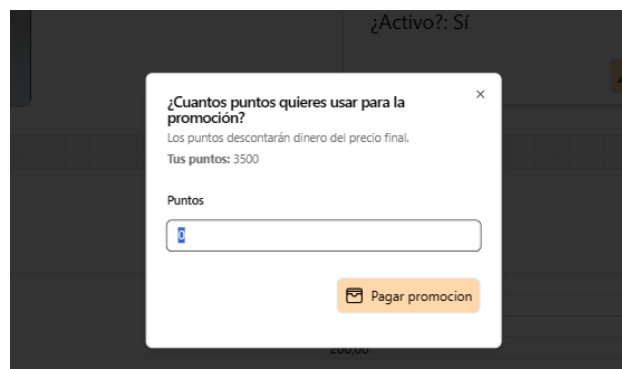 ¿Activo?: Sí
¿Cuantos puntos quieres usar para la
promoción?
Los puntos descontarán dinero del precio final.
Tus puntos: 3500
Puntos
0
Pagar promocion
200,00